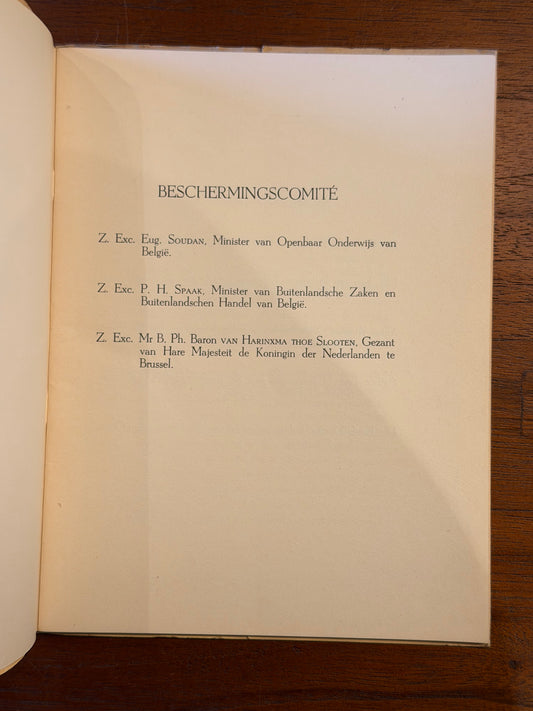 BESCHERMINGSCOMITÉ
Z. Exc. Eug. SOUDAN, Minister van Openbaar Onderwijs van
België.
Z. Exc. P. H. SPAAK, Minister van Buitenlandsche Zaken en
Buitenlandschen Handel van België.
Z. Exc. Mr B. Ph. Baron VAN HARINXMA THOE SLOOTEN, Gezant
van Hare Majesteit de Koningin der Nederlanden te
Brussel.